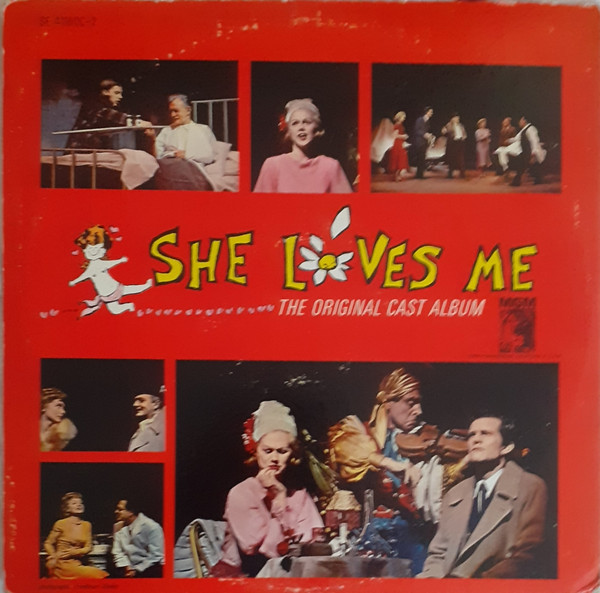 SHE LOVES ME
THE ORIGINAL CAST ALBUM
MGM